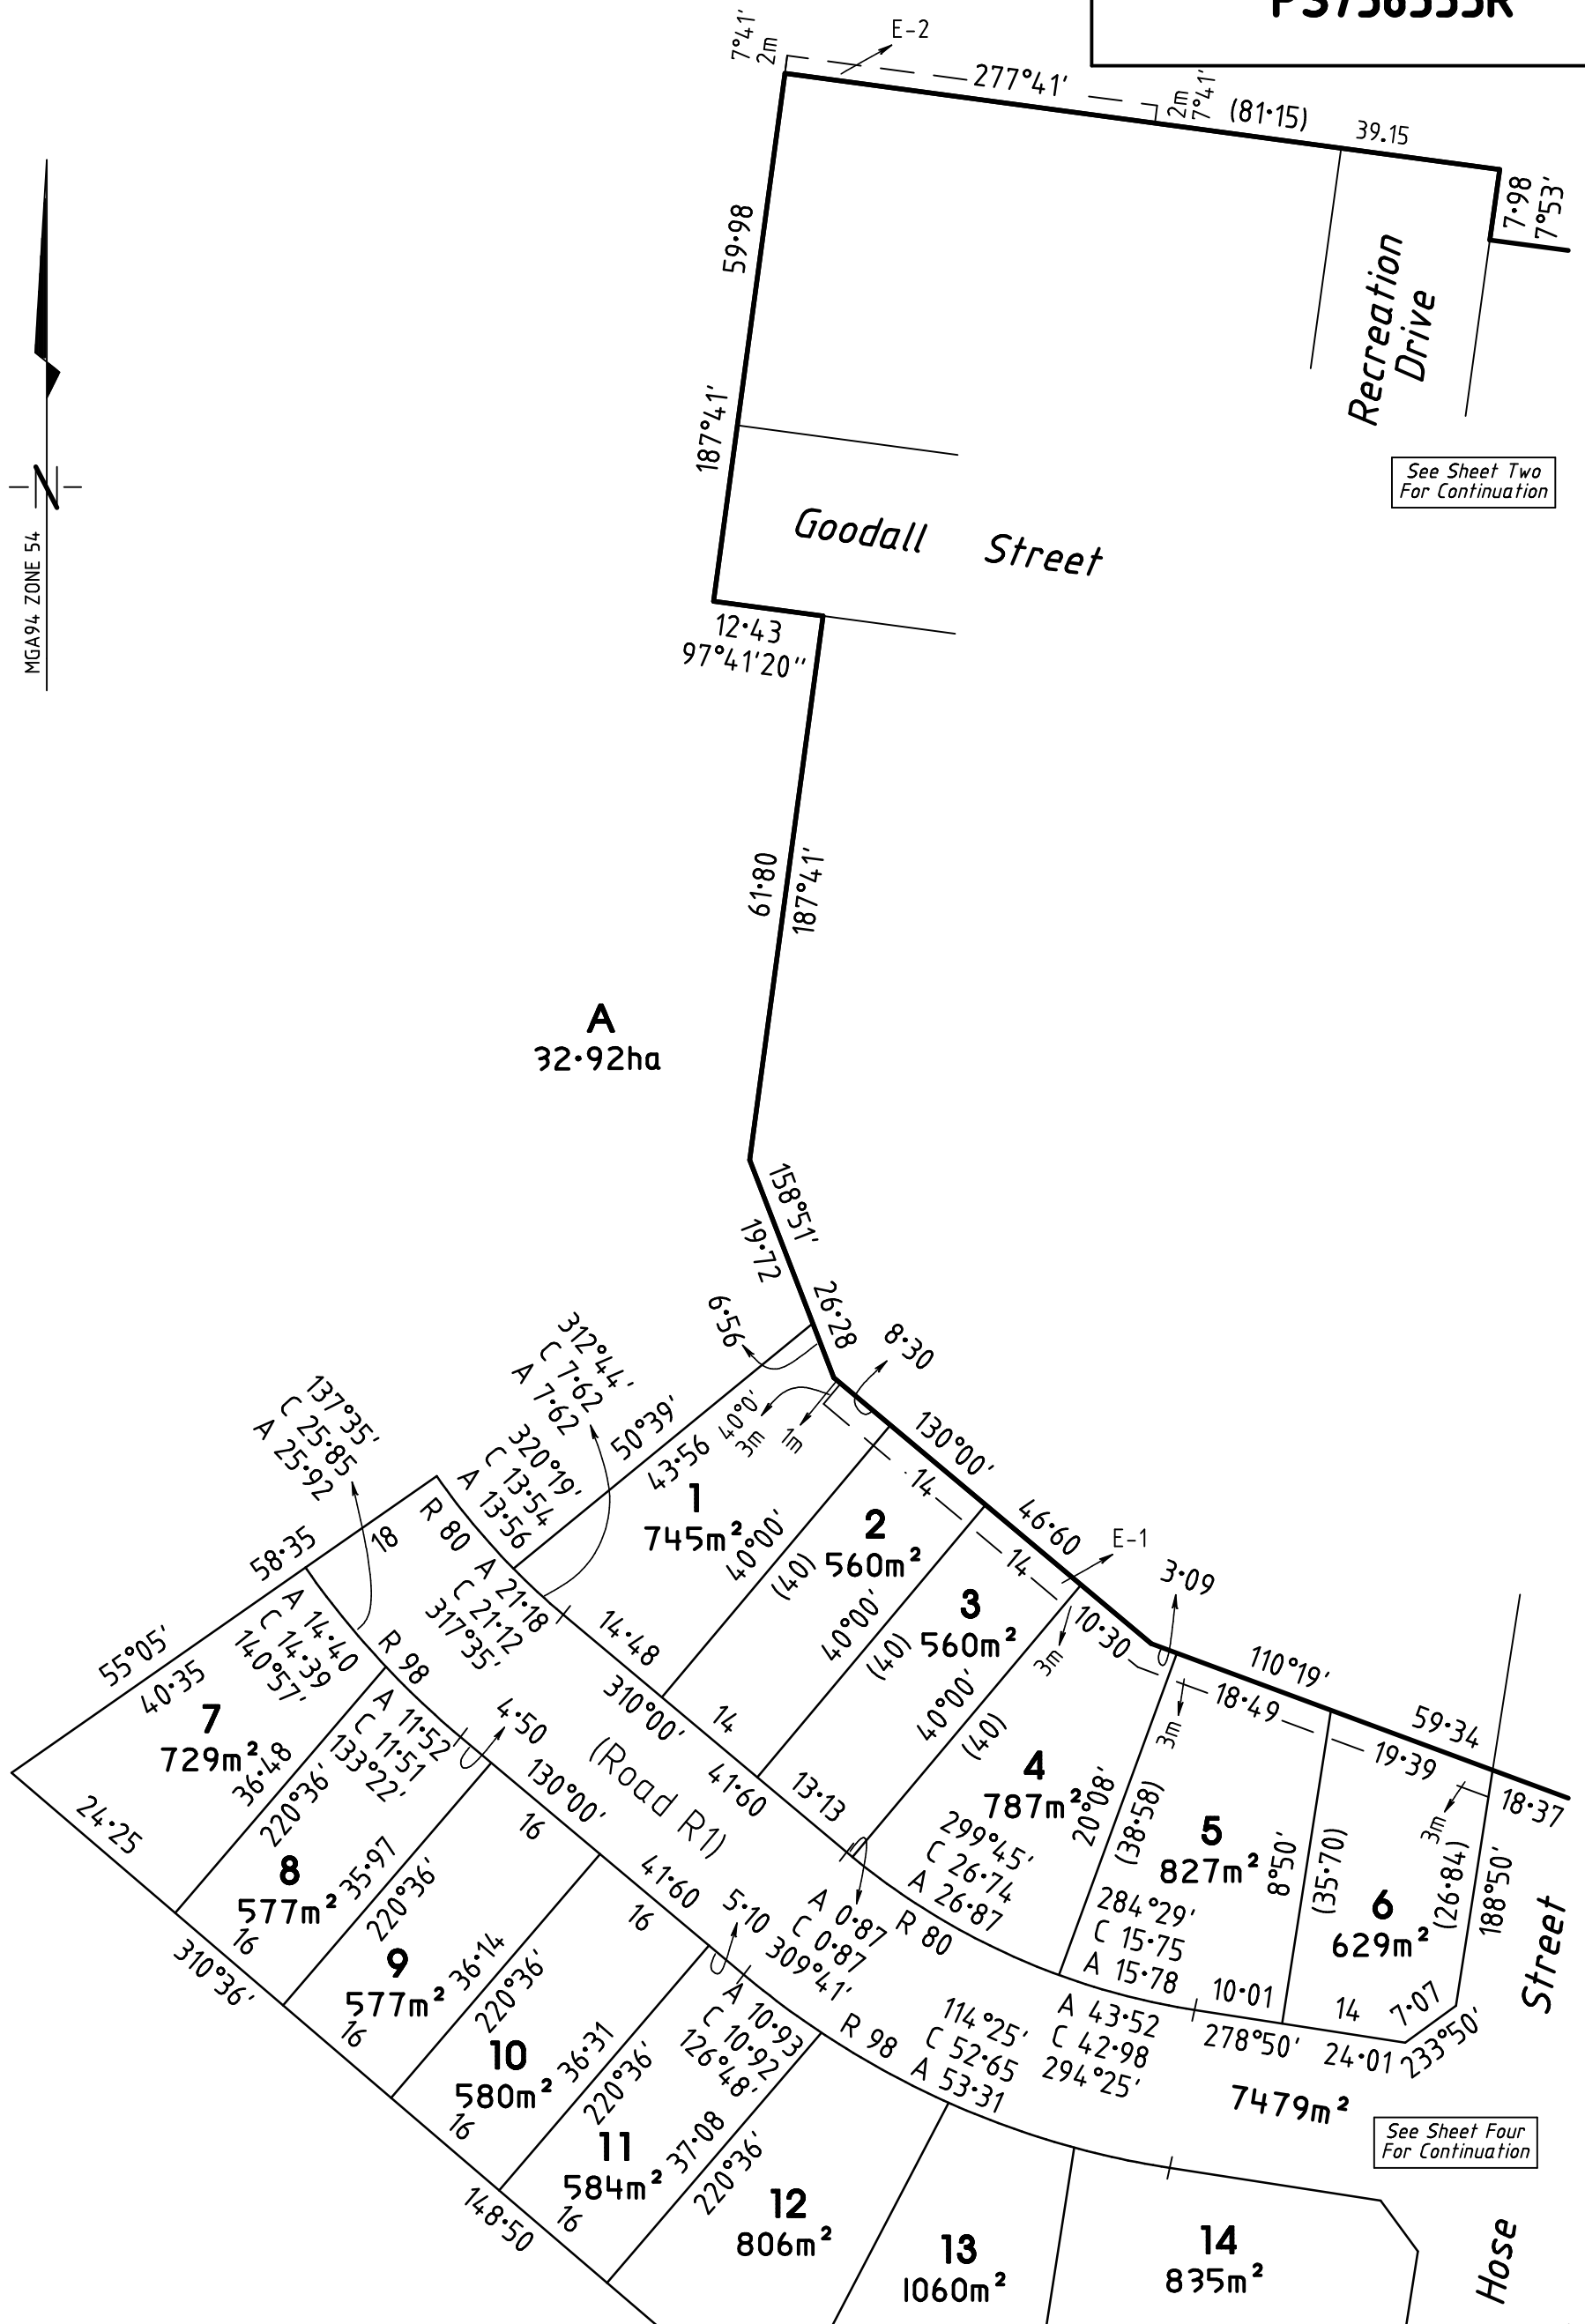 E-2
7°41'
2m
277°41'
2m
7°41'
(81·15)
39.15
7·98
7°53'
59·98
187°41'
Recreation
Drive
See Sheet Two
For Continuation
Goodall Street
MGA94 ZONE 54
N
12·43
97°41'20"
61·80
187°41'
A
32·92ha
158°51'
19·72
26·28
6·56
8·30
312°44'
C 7·62
A 7·62
40°0'
3m
1m
130°00'
137°35'
C 25·85
A 25·92
50°39'
43·56
320°19'
C 13·54
A 13·56
R 80
1
745m²
14
46·60
E-1
2
560m²
40°00'
(40)
14
3·09
58·35
18
A 21·18
C 21·12
317°35'
14·48
3
560m²
40°00'
(40)
10·30
3m
110°19'
55°05'
40·35
A 14·40
C 14·39
140°57'
R 98
310°00'
14
40°00'
(40)
18·49
3m
59·34
19·39
18·37
7
729m²
36·48
220°36'
A 11·52
C 11·51
133°22'
4·50
130°00'
(Road R1)
41·60
13·13
4
787m²
20°08'
(38·58)
299°45'
C 26·74
A 26·87
5
827m²
8°50'
(35·70)
3m
(26·84)
188°50'
24·25
8
577m²
35·97
220°36'
16
41·60
16
5·10
A 0·87
C 0·87
309°41'
R 80
284°29'
C 15·75
A 15·78
6
629m²
Street
310°36'
16
9
577m²
36·14
220°36'
A 10·93
C 10·92
126°48'
R 98
114°25'
C 52·65
A 53·31
A 43·52
C 42·98
294°25'
10·01
14
7·07
278°50'
24·01
233°50'
16
10
580m²
36·31
220°36'
7479m²
See Sheet Four
For Continuation
16
11
584m²
37·08
220°36'
148·50
16
12
806m²
13
1060m²
14
835m²
Hose